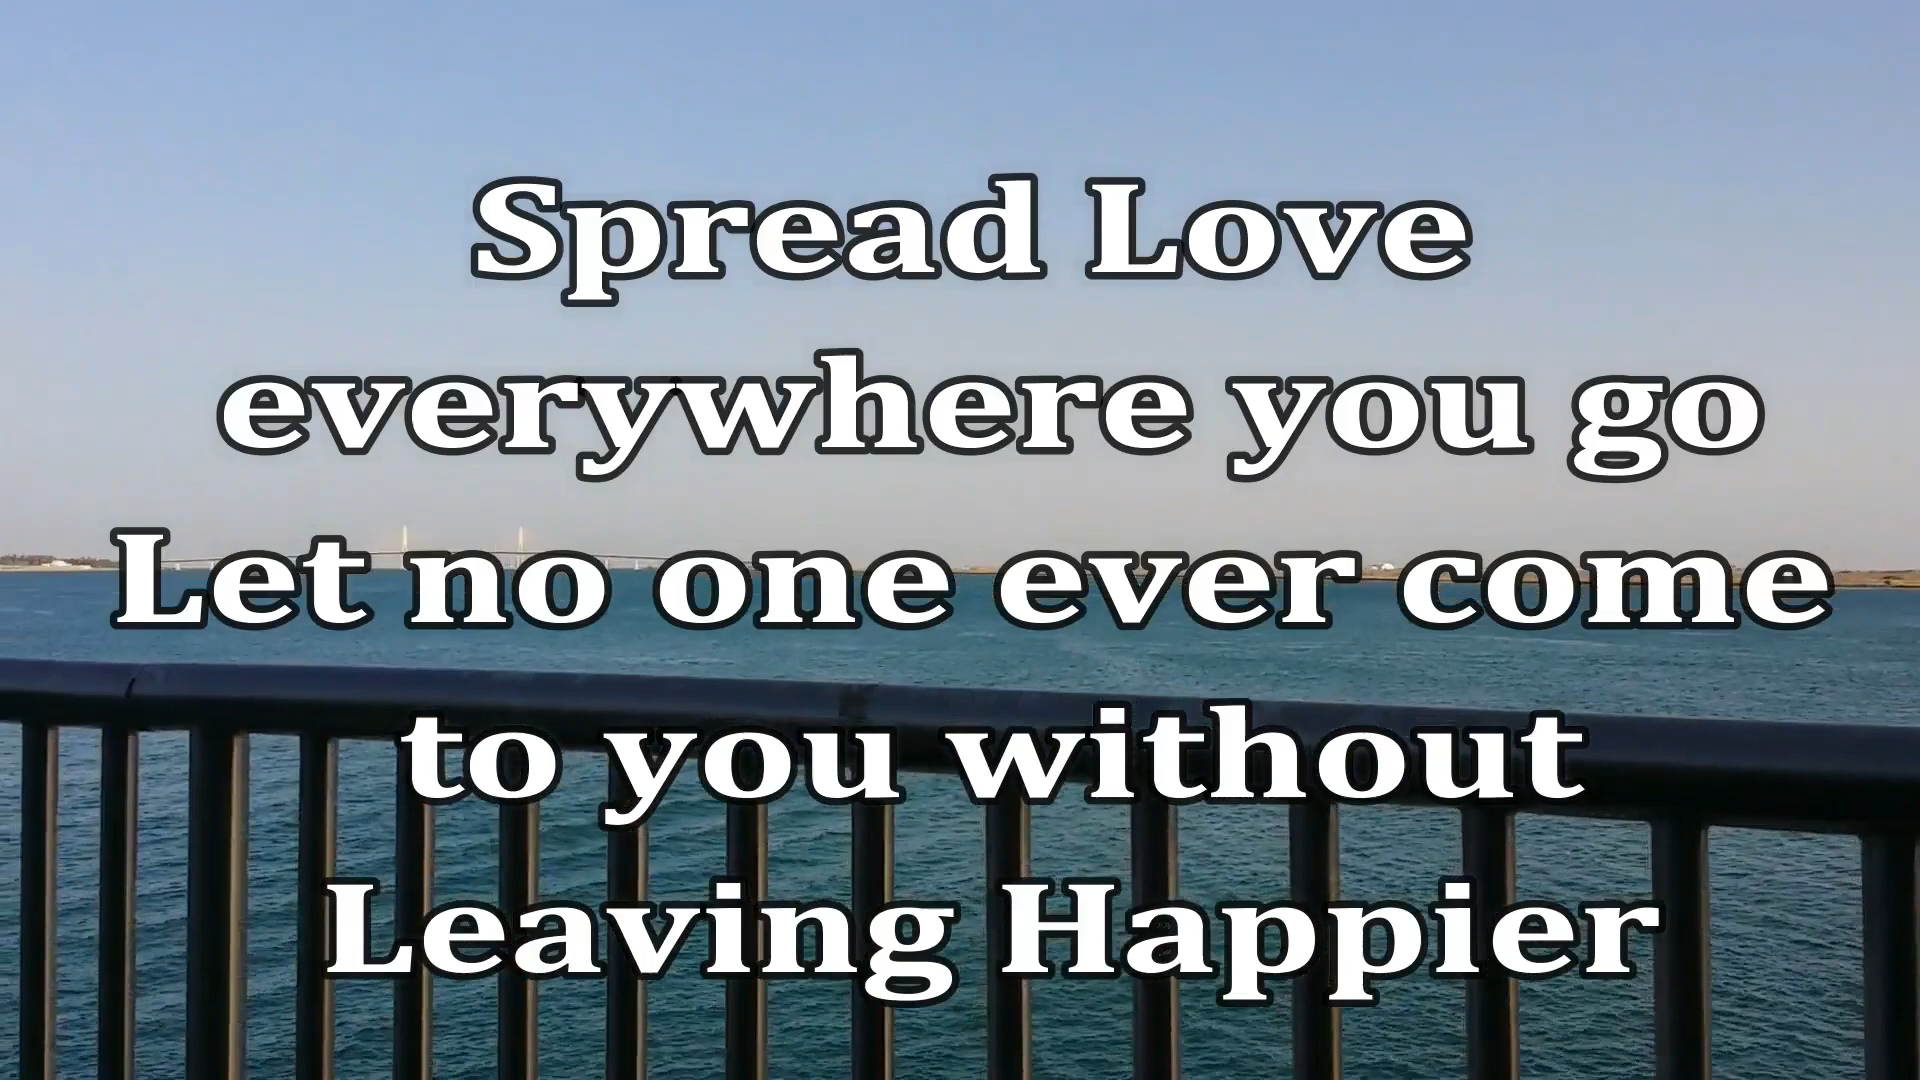 Spread Love
everywhere you go
Let no one ever come
to you without
Leaving Happier